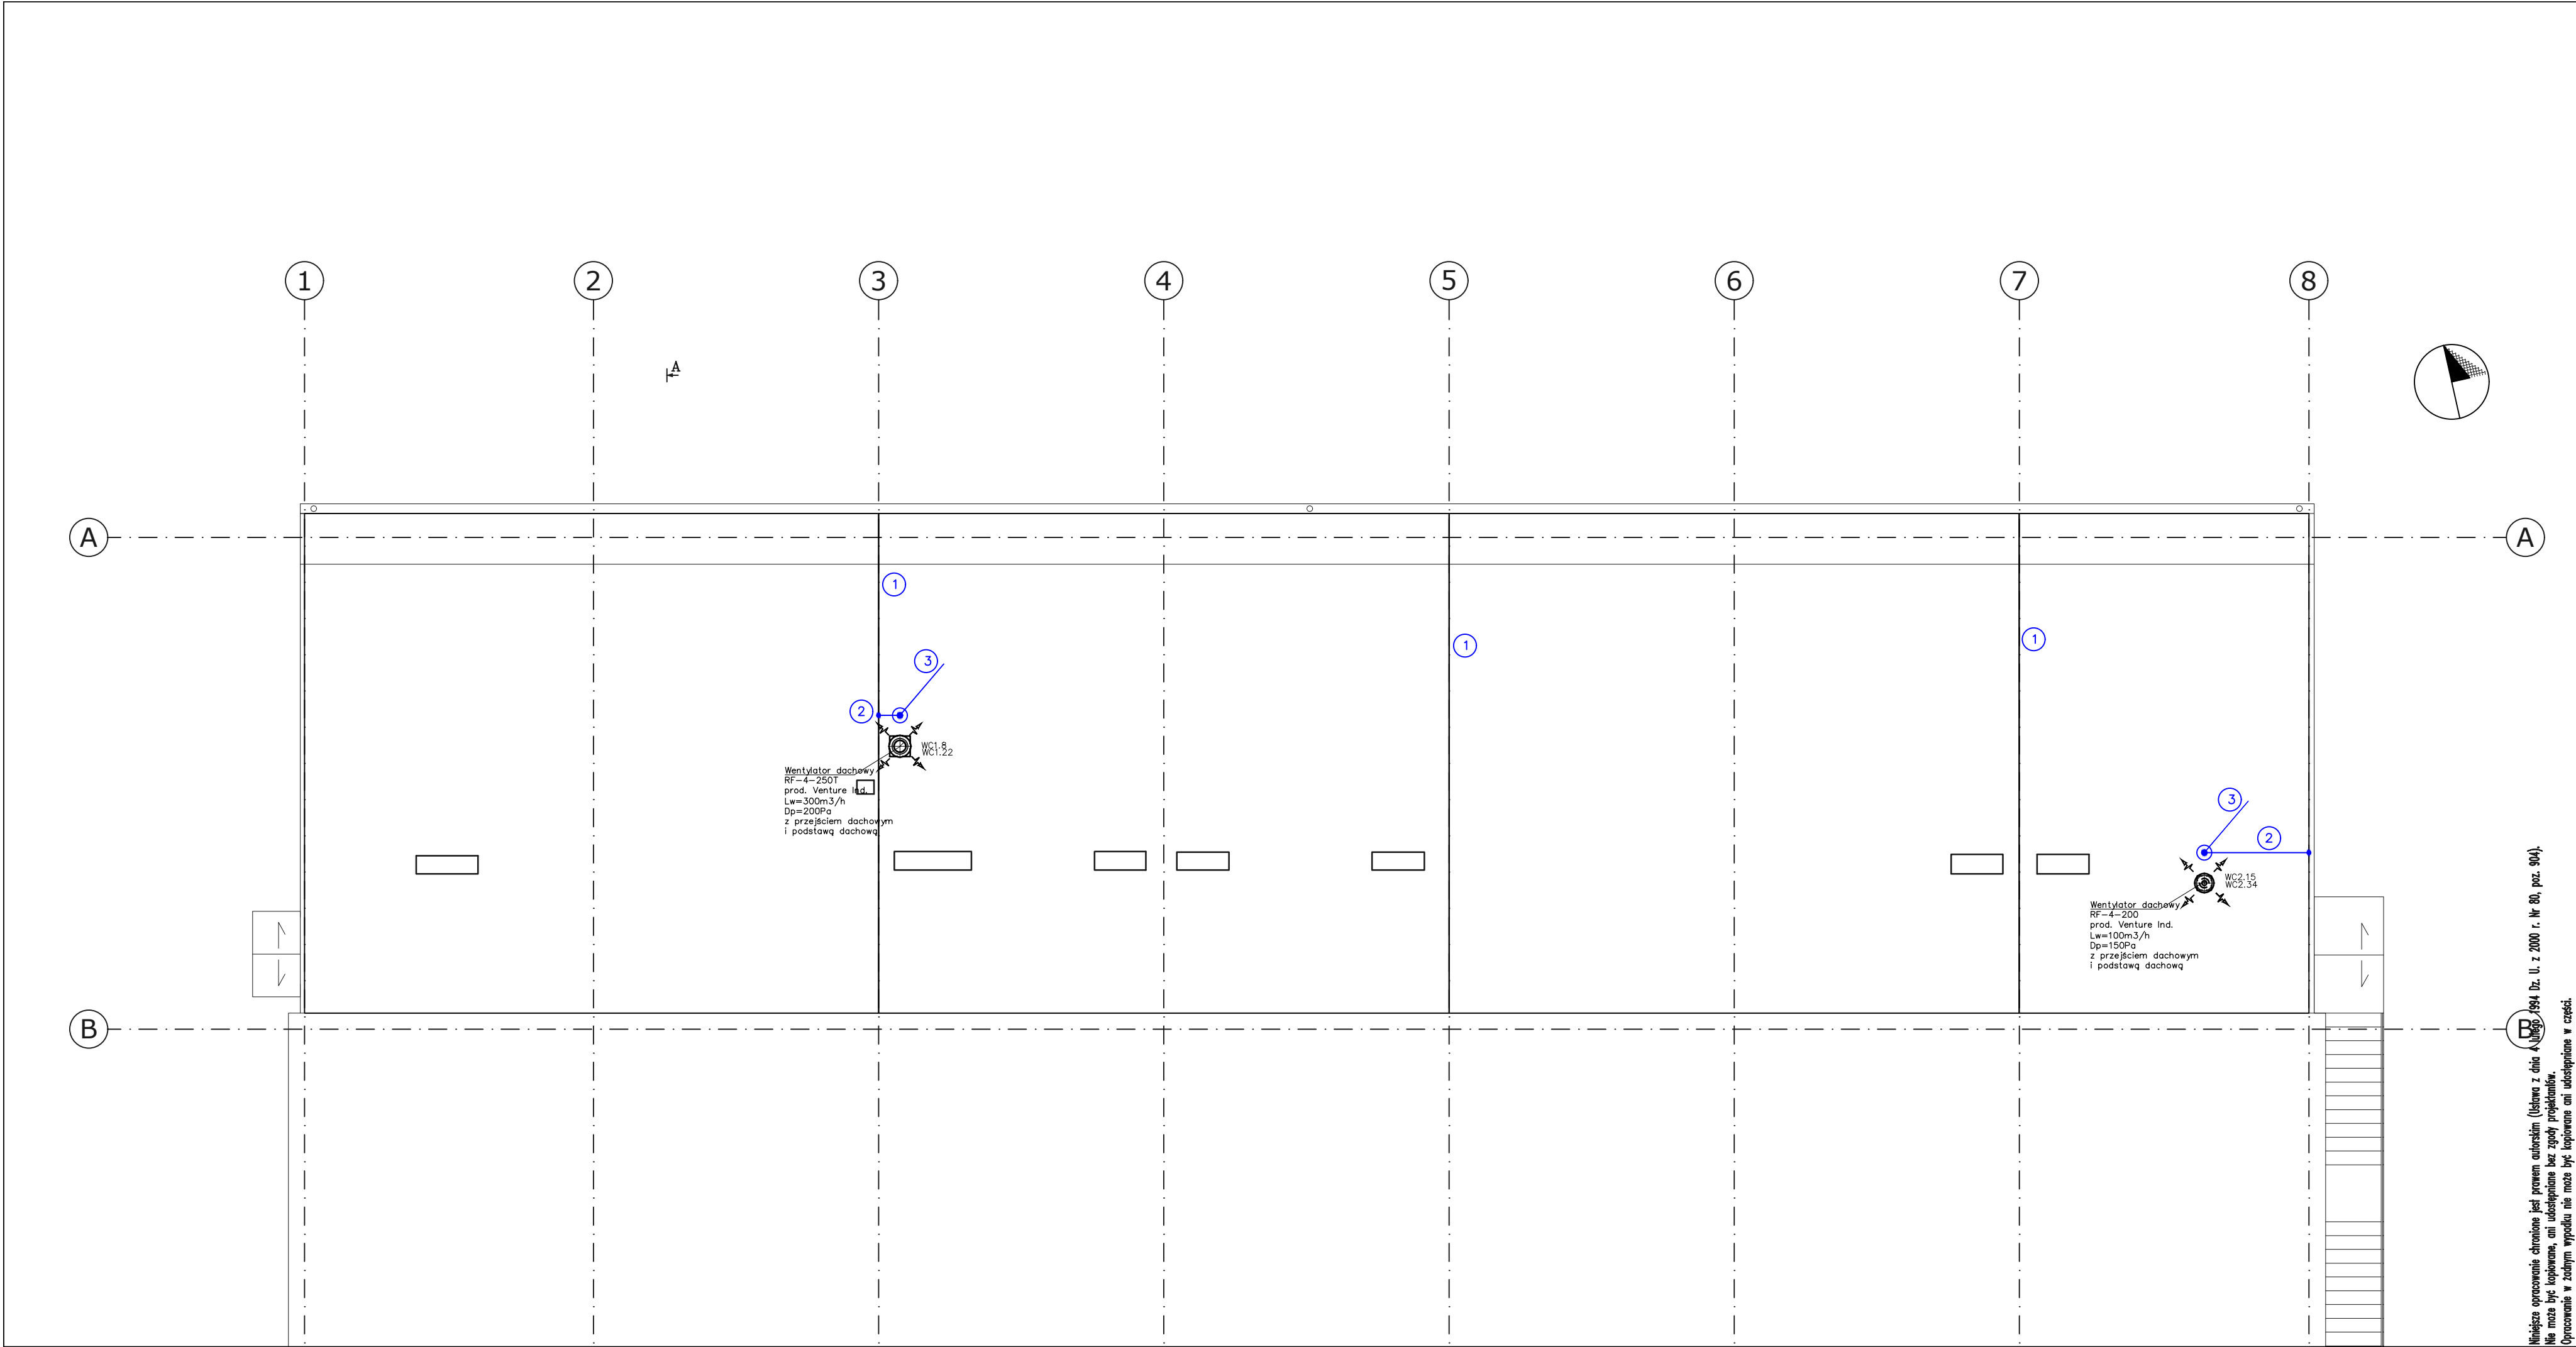 1 2 3 4 5 6 7 8
A
A A
1
1
1
3
2
WC1.8
WC1.22
Wentylator dachowy
RF-4-250T
prod. Venture Ind.
Lw=300m3/h
Dp=200Pa
z przejściem dachowym
i podstawą dachową
3
2
WC2.15
WC2.34
Wentylator dachowy
RF-4-200
prod. Venture Ind.
Lw=100m3/h
Dp=150Pa
z przejściem dachowym
i podstawą dachową
B B
Niniejsze opracowanie chronione jest prawem autorskim (Ustawa z dnia 4 lutego 1994 Dz. U. z 2000 r. Nr 80, poz. 904).
Nie może być kopiowane, ani udostępniane bez zgody projektantów.
Opracowanie w żadnym wypadku nie może być kopiowane ani udostępniane w części.